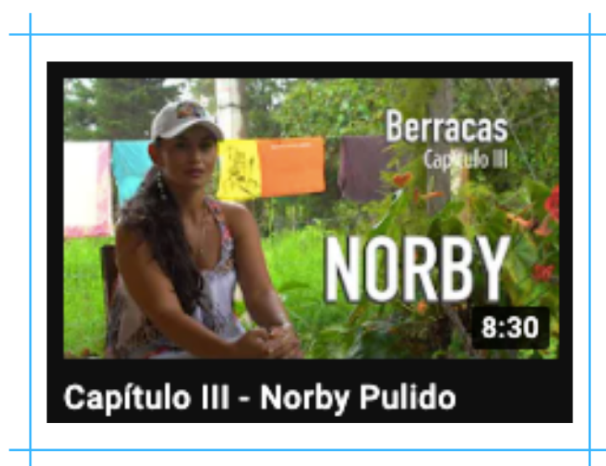 Berracas
Capítulo III
NORBY
8:30
Capítulo III - Norby Pulido